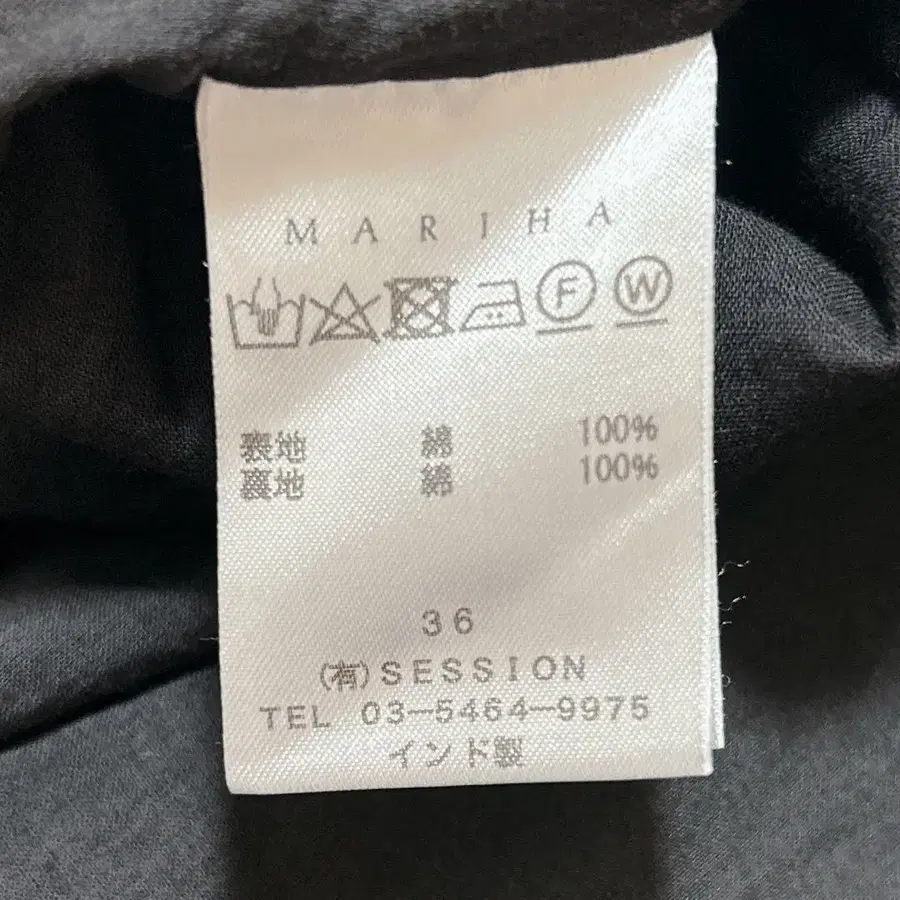 MARIHA
F W
表地 綿 100%
裏地 綿 100%
36
(有)SESSION
TEL 03-5464-9975
インド製